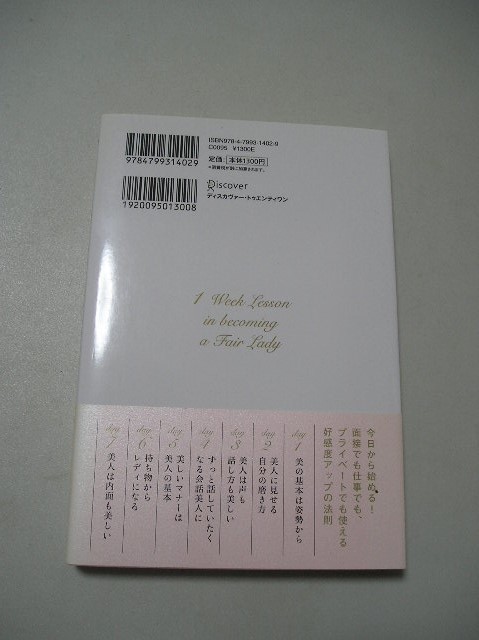 ISBN978-4-7993-1402-9
C0095 ¥1300E
定価：本体1300円
＊消費税が別に加算されます。
9784799314029
Discover
ディスカヴァー・トゥエンティワン
1920095013008
1 Week Lesson
in becoming
a Fair Lady
今日から始める！
面接でも仕事でも、
プライベートでも使える
好感度アップの法則
day 1
美の基本は姿勢から
day 2
美人に見せる
自分の磨き方
day 3
美人は声も
話し方も美しい
day 4
ずっと話していたく
なる会話美人に
day 5
美しいマナーは
美人の基本
day 6
持ち物から
レディになる
day 7
美人は内面も美しい